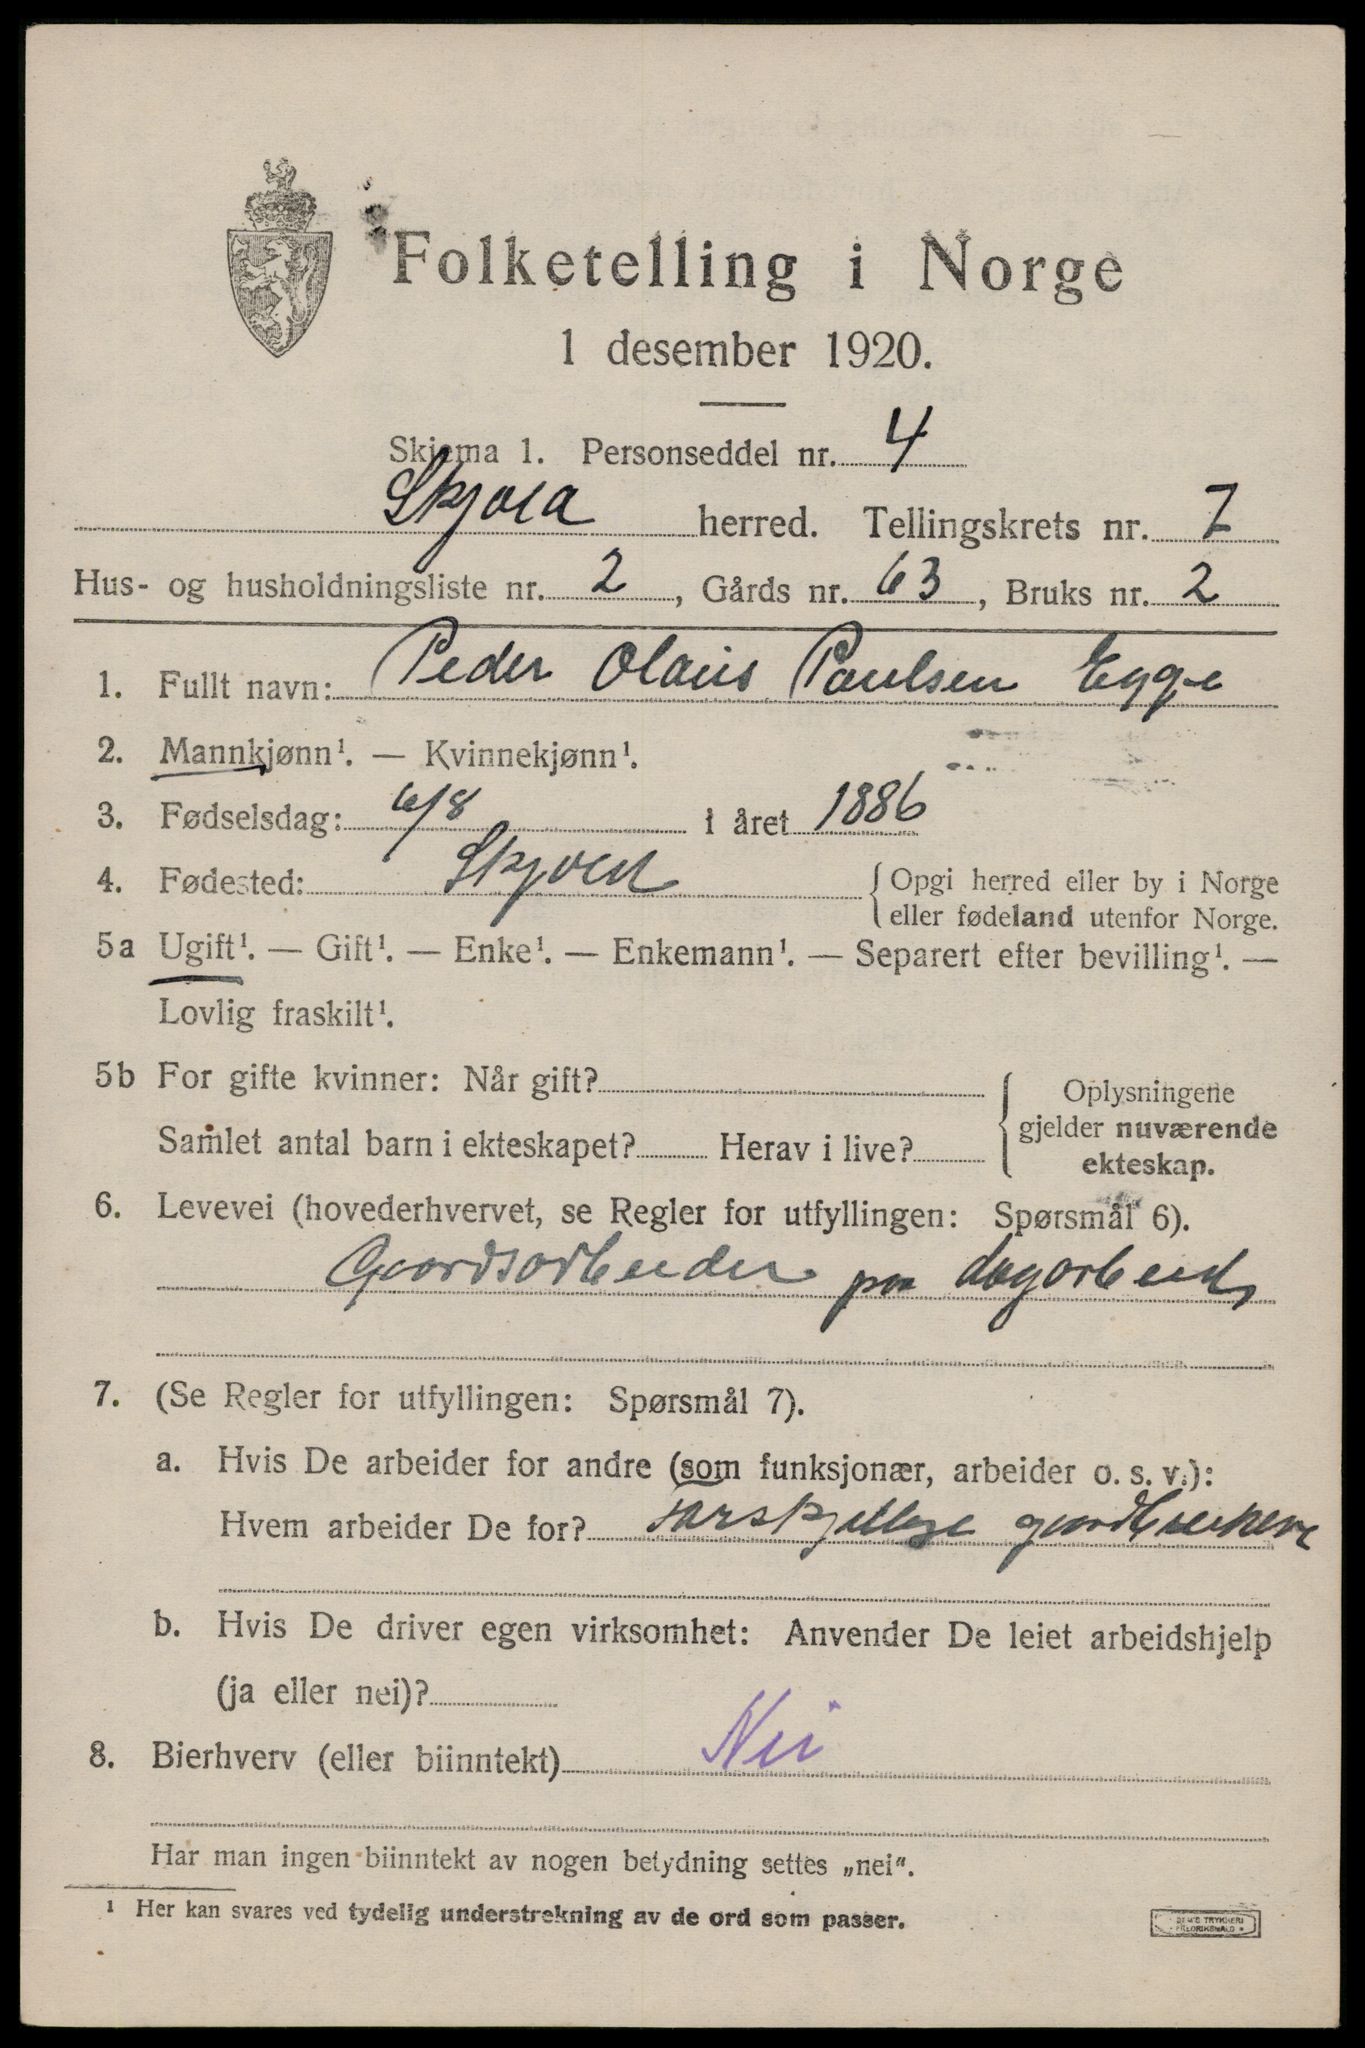 Folketelling i Norge
1 desember 1920.
Skjema 1. Personseddel nr. 4
herred. Tellingskrets nr. 7
Hus- og husholdningsliste nr. 2, Gårds nr. 63, Bruks nr. 2
1. Fullt navn: Peder Olaus Paulsen Egge
2. Mannkjønn¹. — Kvinnekjønn¹.
3. Fødselsdag: 6/8 i året 1886
4. Fødested: { Opgi herred eller by i Norge
eller fødeland utenfor Norge.
5a Ugift¹. — Gift¹. — Enke¹. — Enkemann¹. — Separert efter bevilling¹. —
Lovlig fraskilt¹.
5b For gifte kvinner: Når gift? { Oplysningene
gjelder nuværende
Samlet antal barn i ekteskapet? Herav i live?
ekteskap.
6. Levevei (hovederhvervet, se Regler for utfyllingen: Spørsmål 6).
Gaardsarbeider paa dagarbeid
7. (Se Regler for utfyllingen: Spørsmål 7).
a. Hvis De arbeider for andre (som funksjonær, arbeider o. s. v.):
Hvem arbeider De for? Forskjellige gaardbrukere
b. Hvis De driver egen virksomhet: Anvender De leiet arbeidshjelp
(ja eller nei)?
8. Bierhverv (eller biinntekt) Nei
Har man ingen biinntekt av nogen betydning settes „nei“.
¹ Her kan svares ved tydelig understrekning av de ord som passer.
TRYKKERI
FREDRIKSHALD